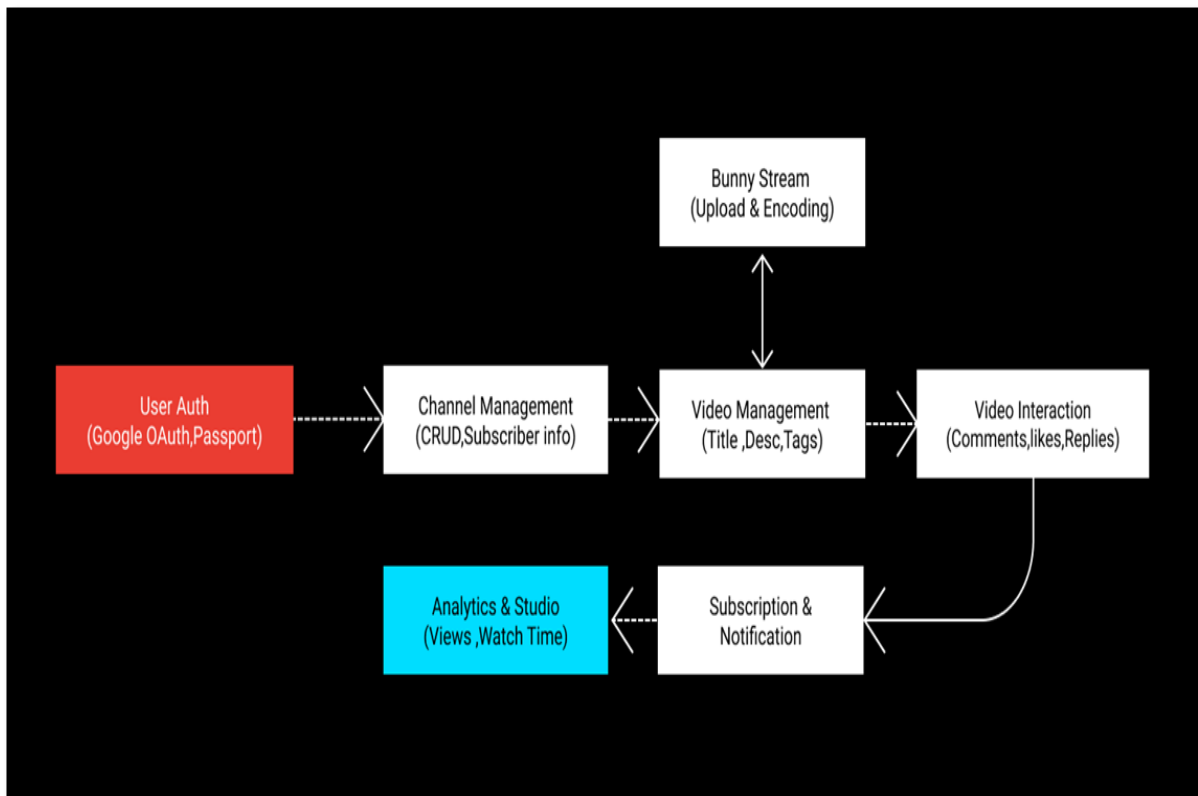 Bunny Stream
(Upload & Encoding)
User Auth
(Google OAuth,Passport)
Channel Management
(CRUD,Subscriber info)
Video Management
(Title ,Desc,Tags)
Video Interaction
(Comments,likes,Replies)
Analytics & Studio
(Views ,Watch Time)
Subscription &
Notification